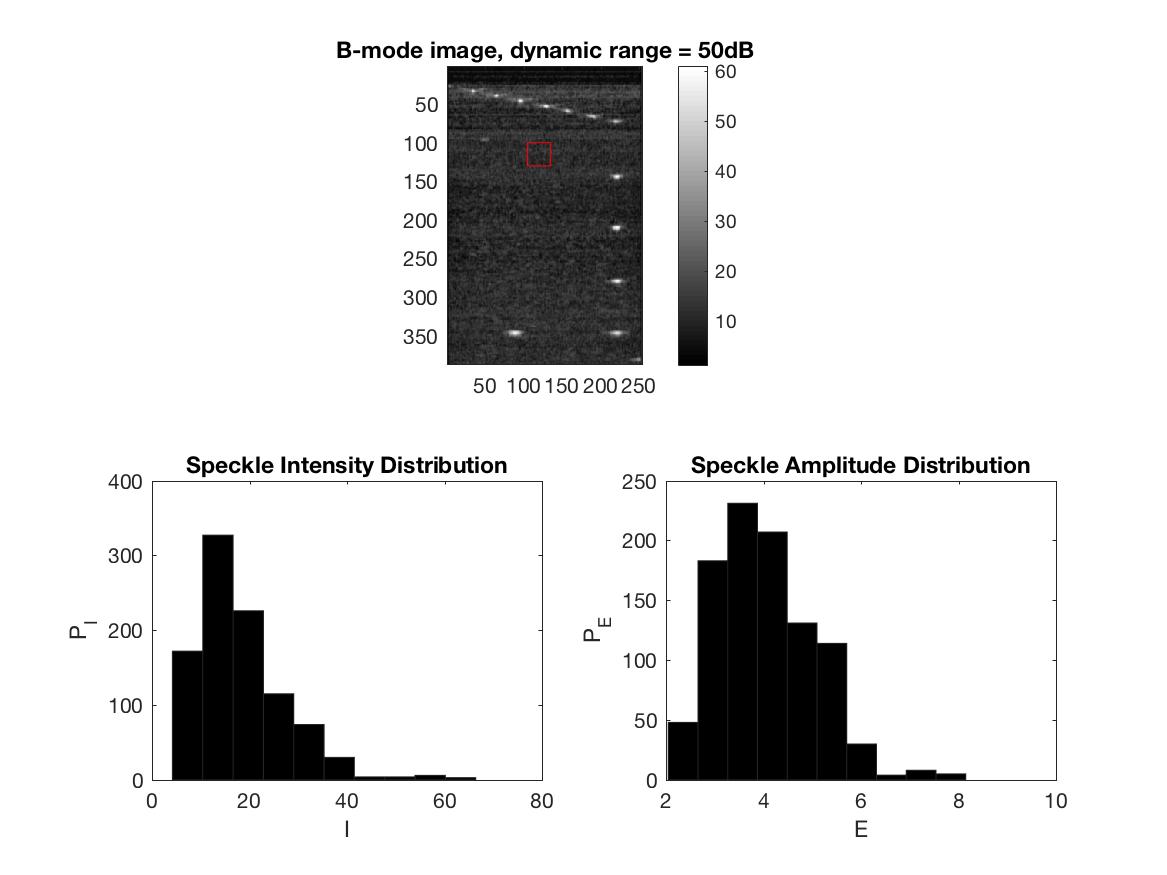 B-mode image, dynamic range = 50dB
50
100
150
200
250
300
350
50 100 150 200 250
60
50
40
30
20
10
Speckle Intensity Distribution
400
300
200
100
0
0 20 40 60 80
P_I
I
Speckle Amplitude Distribution
250
200
150
100
50
0
2 4 6 8 10
P_E
E